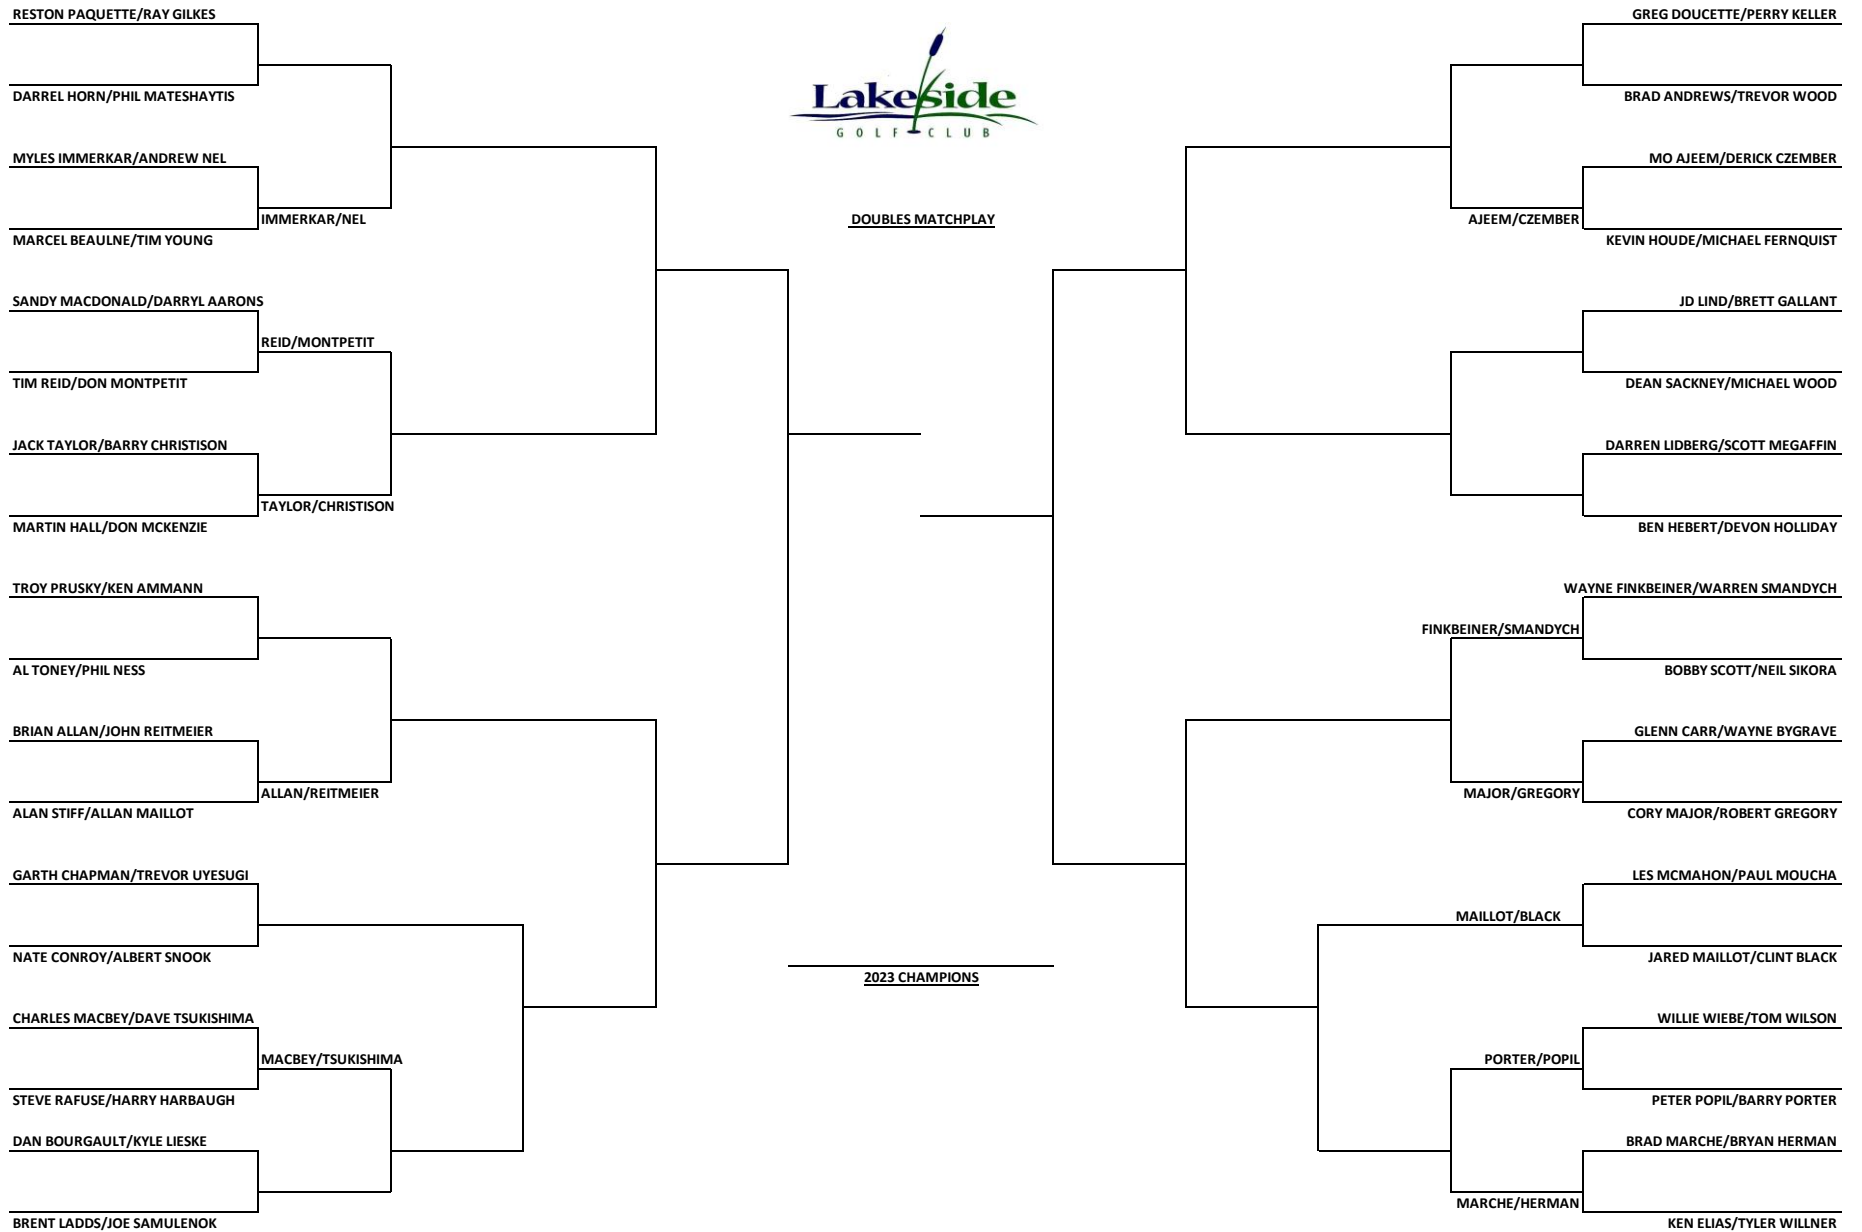 RESTON PAQUETTE/RAY GILKES
DARREL HORN/PHIL MATESHAYTIS
MYLES IMMERKAR/ANDREW NEL
IMMERKAR/NEL
MARCEL BEAULNE/TIM YOUNG
SANDY MACDONALD/DARRYL AARONS
REID/MONTPETIT
TIM REID/DON MONTPETIT
JACK TAYLOR/BARRY CHRISTISON
TAYLOR/CHRISTISON
MARTIN HALL/DON MCKENZIE
TROY PRUSKY/KEN AMMANN
AL TONEY/PHIL NESS
BRIAN ALLAN/JOHN REITMEIER
ALLAN/REITMEIER
ALAN STIFF/ALLAN MAILLOT
GARTH CHAPMAN/TREVOR UYESUGI
NATE CONROY/ALBERT SNOOK
CHARLES MACBEY/DAVE TSUKISHIMA
MACBEY/TSUKISHIMA
STEVE RAFUSE/HARRY HARBAUGH
DAN BOURGAULT/KYLE LIESKE
BRENT LADDS/JOE SAMULENOK
Lakeside
GOLF CLUB
DOUBLES MATCHPLAY
2023 CHAMPIONS
GREG DOUCETTE/PERRY KELLER
BRAD ANDREWS/TREVOR WOOD
MO AJEEM/DERICK CZEMBER
AJEEM/CZEMBER
KEVIN HOUDE/MICHAEL FERNQUIST
JD LIND/BRETT GALLANT
DEAN SACKNEY/MICHAEL WOOD
DARREN LIDBERG/SCOTT MEGAFFIN
BEN HEBERT/DEVON HOLLIDAY
WAYNE FINKBEINER/WARREN SMANDYCH
FINKBEINER/SMANDYCH
BOBBY SCOTT/NEIL SIKORA
GLENN CARR/WAYNE BYGRAVE
MAJOR/GREGORY
CORY MAJOR/ROBERT GREGORY
LES MCMAHON/PAUL MOUCHA
MAILLOT/BLACK
JARED MAILLOT/CLINT BLACK
WILLIE WIEBE/TOM WILSON
PORTER/POPIL
PETER POPIL/BARRY PORTER
BRAD MARCHE/BRYAN HERMAN
MARCHE/HERMAN
KEN ELIAS/TYLER WILLNER